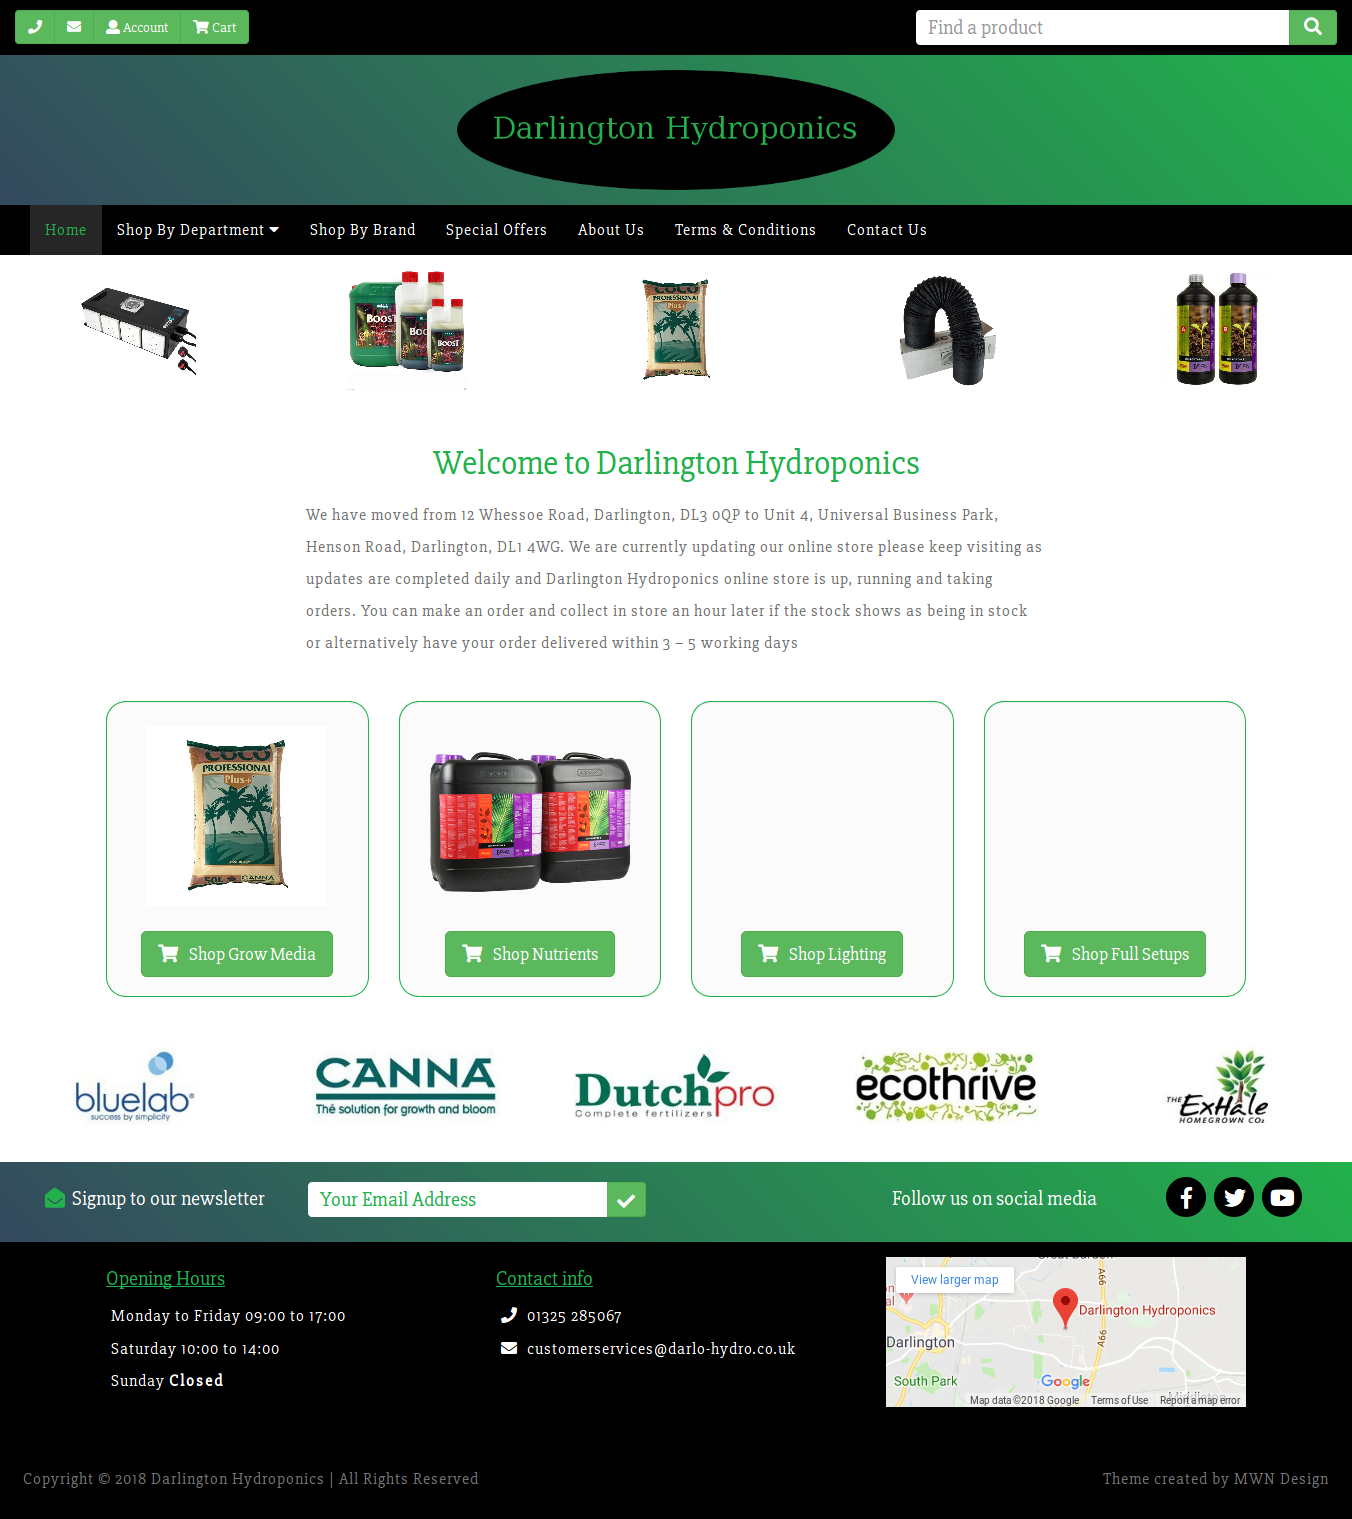 Account Cart
Find a product
Darlington Hydroponics
Home Shop By Department Shop By Brand Special Offers About Us Terms & Conditions Contact Us
BOOST
BOOST
BOOST
COCO
PROFESSIONAL
Plus+
Welcome to Darlington Hydroponics
We have moved from 12 Whessoe Road, Darlington, DL3 0QP to Unit 4, Universal Business Park,
Henson Road, Darlington, DL1 4WG. We are currently updating our online store please keep visiting as
updates are completed daily and Darlington Hydroponics online store is up, running and taking
orders. You can make an order and collect in store an hour later if the stock shows as being in stock
or alternatively have your order delivered within 3 – 5 working days
COCO
PROFESSIONAL
Plus+
50L CANNA
Shop Grow Media
Shop Nutrients
Shop Lighting
Shop Full Setups
bluelab®
success by simplicity
CANNA
The solution for growth and bloom
Dutchpro
Complete fertilizers
ecothrive
THE ExHale
HOMEGROWN CO2
Signup to our newsletter
Your Email Address
Follow us on social media
Opening Hours
Monday to Friday 09:00 to 17:00
Saturday 10:00 to 14:00
Sunday Closed
Contact info
01325 285067
customerservices@darlo-hydro.co.uk
View larger map
A66
Darlington Hydroponics
A66
Darlington
South Park
Google
Middleton
Map data ©2018 Google Terms of Use Report a map error
Copyright © 2018 Darlington Hydroponics | All Rights Reserved
Theme created by MWN Design